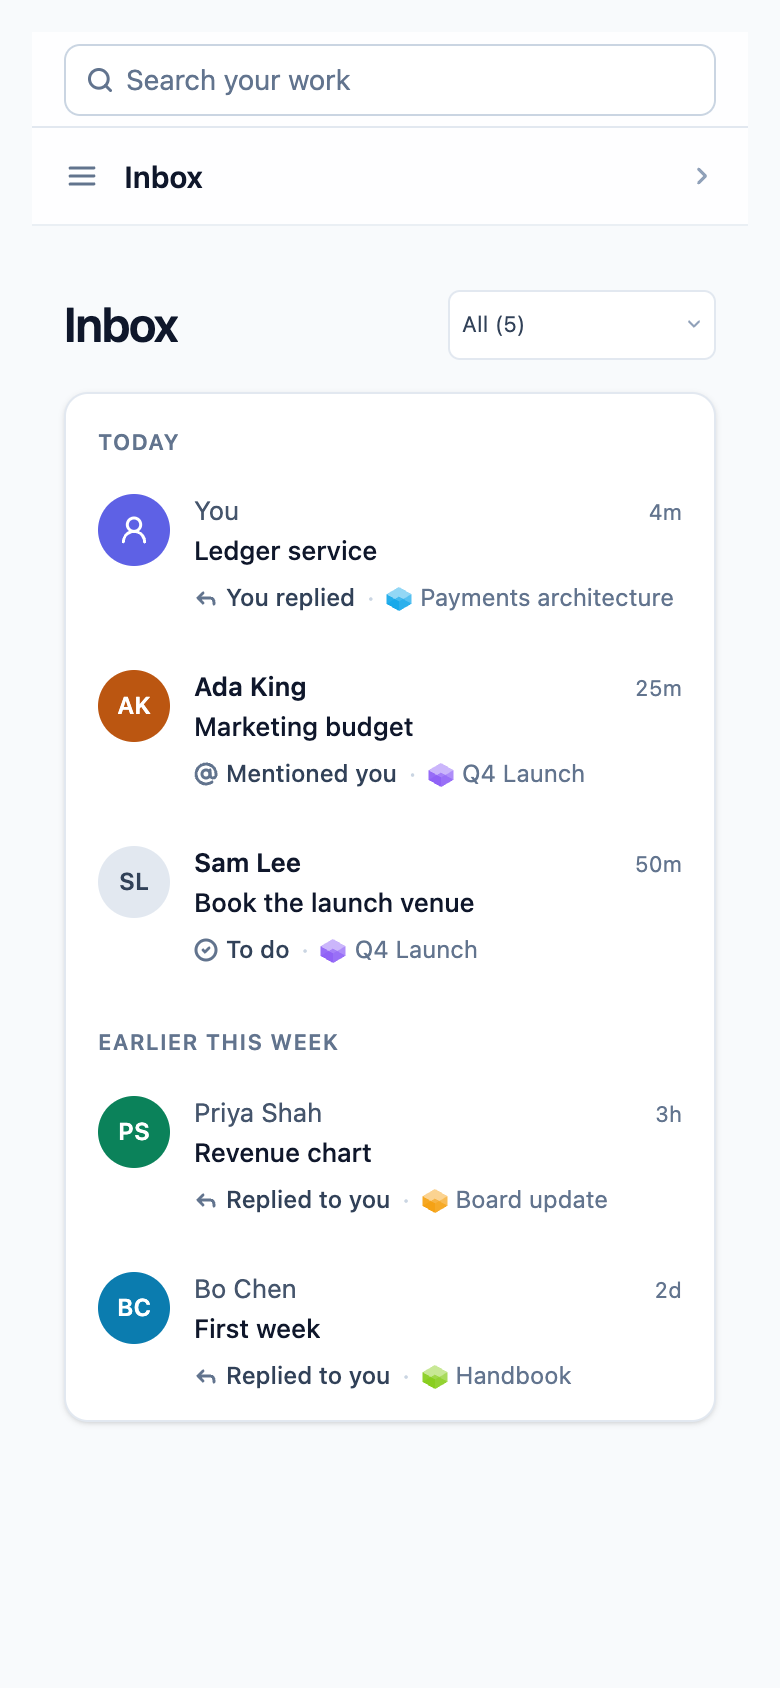 Search your work
Inbox
Inbox
All (5)
TODAY
You
4m
Ledger service
You replied · Payments architecture
AK
Ada King
25m
Marketing budget
Mentioned you · Q4 Launch
SL
Sam Lee
50m
Book the launch venue
To do · Q4 Launch
EARLIER THIS WEEK
PS
Priya Shah
3h
Revenue chart
Replied to you · Board update
BC
Bo Chen
2d
First week
Replied to you · Handbook